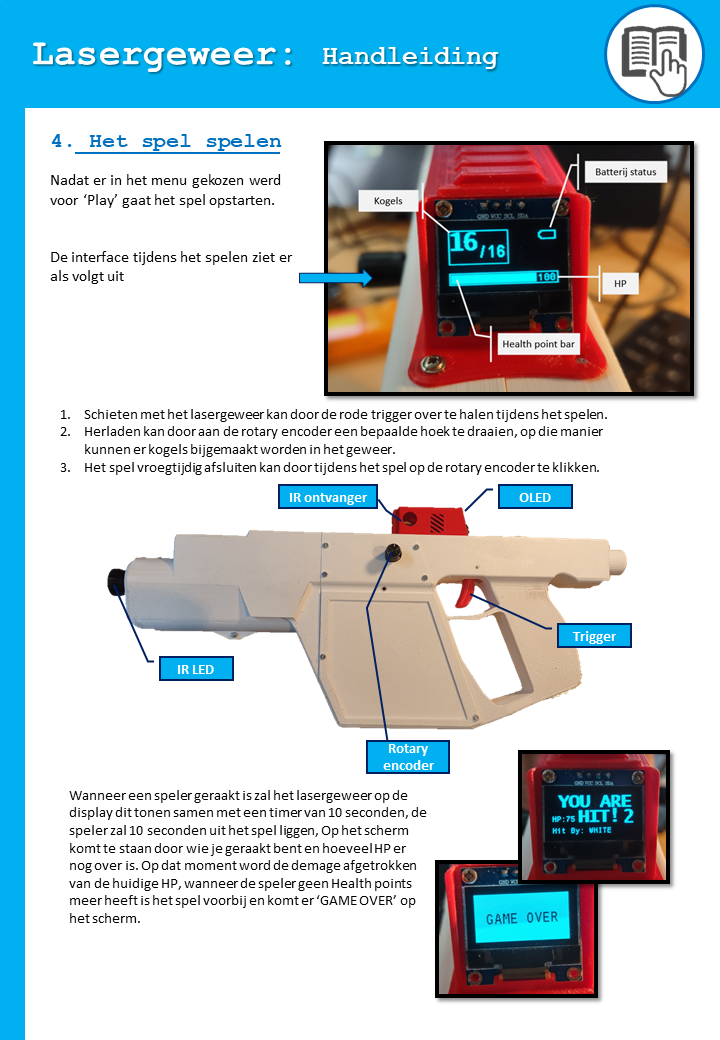 Lasergeweer: Handleiding
4. Het spel spelen
Nadat er in het menu gekozen werd
voor ‘Play’ gaat het spel opstarten.
De interface tijdens het spelen ziet er
als volgt uit
Batterij status
Kogels
GND VCC SCL SDA
16/16
100
HP
Health point bar
1. Schieten met het lasergeweer kan door de rode trigger over te halen tijdens het spelen.
2. Herladen kan door aan de rotary encoder een bepaalde hoek te draaien, op die manier
kunnen er kogels bijgemaakt worden in het geweer.
3. Het spel vroegtijdig afsluiten kan door tijdens het spel op de rotary encoder te klikken.
IR ontvanger
OLED
Trigger
IR LED
Rotary
encoder
Wanneer een speler geraakt is zal het lasergeweer op de
display dit tonen samen met een timer van 10 seconden, de
speler zal 10 seconden uit het spel liggen, Op het scherm
komt te staan door wie je geraakt bent en hoeveel HP er
nog over is. Op dat moment word de demage afgetrokken
van de huidige HP, wanneer de speler geen Health points
meer heeft is het spel voorbij en komt er ‘GAME OVER’ op
het scherm.
GND VCC SCL SDA
YOU ARE
HP:75 HIT! 2
Hit By: WHITE
GND VCC
GAME OVER